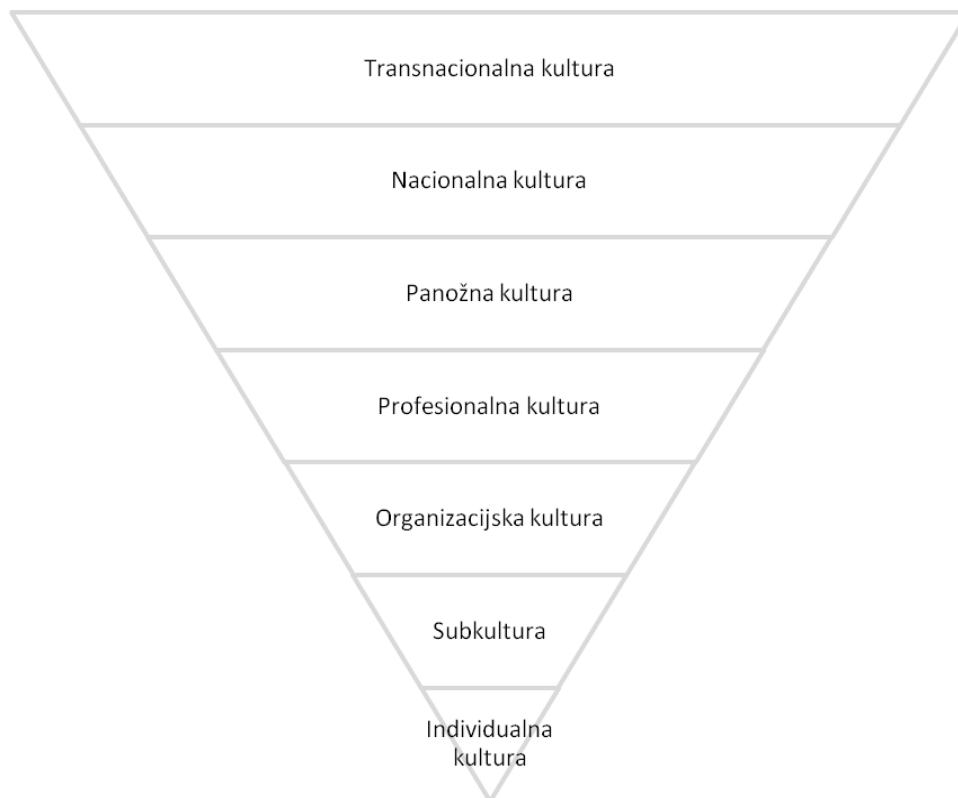 Transnacionalna kultura
Nacionalna kultura
Panožna kultura
Profesionalna kultura
Organizacijska kultura
Subkultura
Individualna
kultura